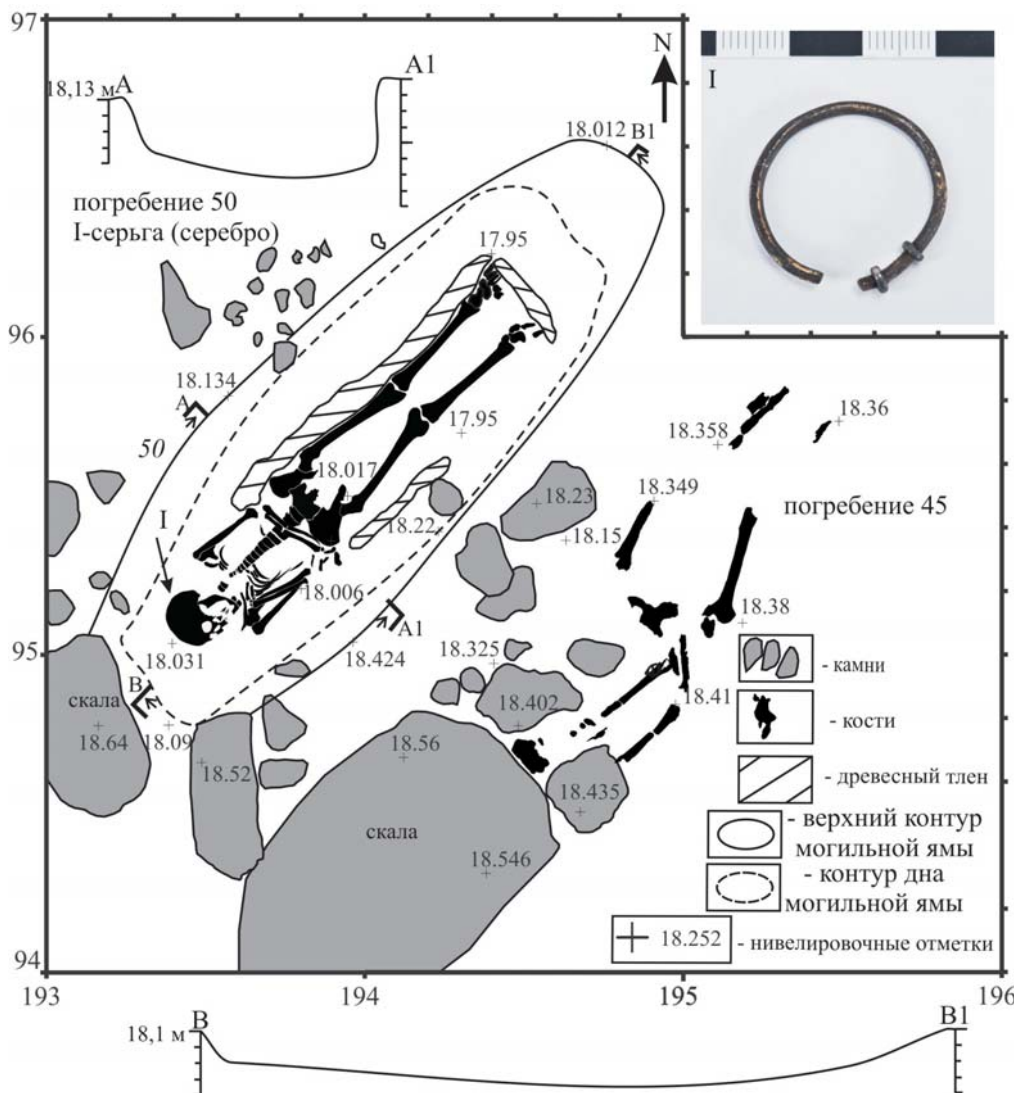 97
A1
N
I
18,13 м A
18.012 B1
погребение 50
I-серьга (серебро)
17.95
96
18.134
A
50
17.95
18.358
18.36
18.017
18.23
18.349
погребение 45
I
18.22
18.15
18.006
A1
18.38
95
18.031
18.424
18.325
- камни
B
скала
18.64
18.09
18.402
18.41
- кости
18.52
18.56
18.435
- древесный тлен
скала
- верхний контур
могильной ямы
18.546
- контур дна
могильной ямы
18.252 - нивелировочные отметки
94
193
194
195
196
B
B1
18,1 м